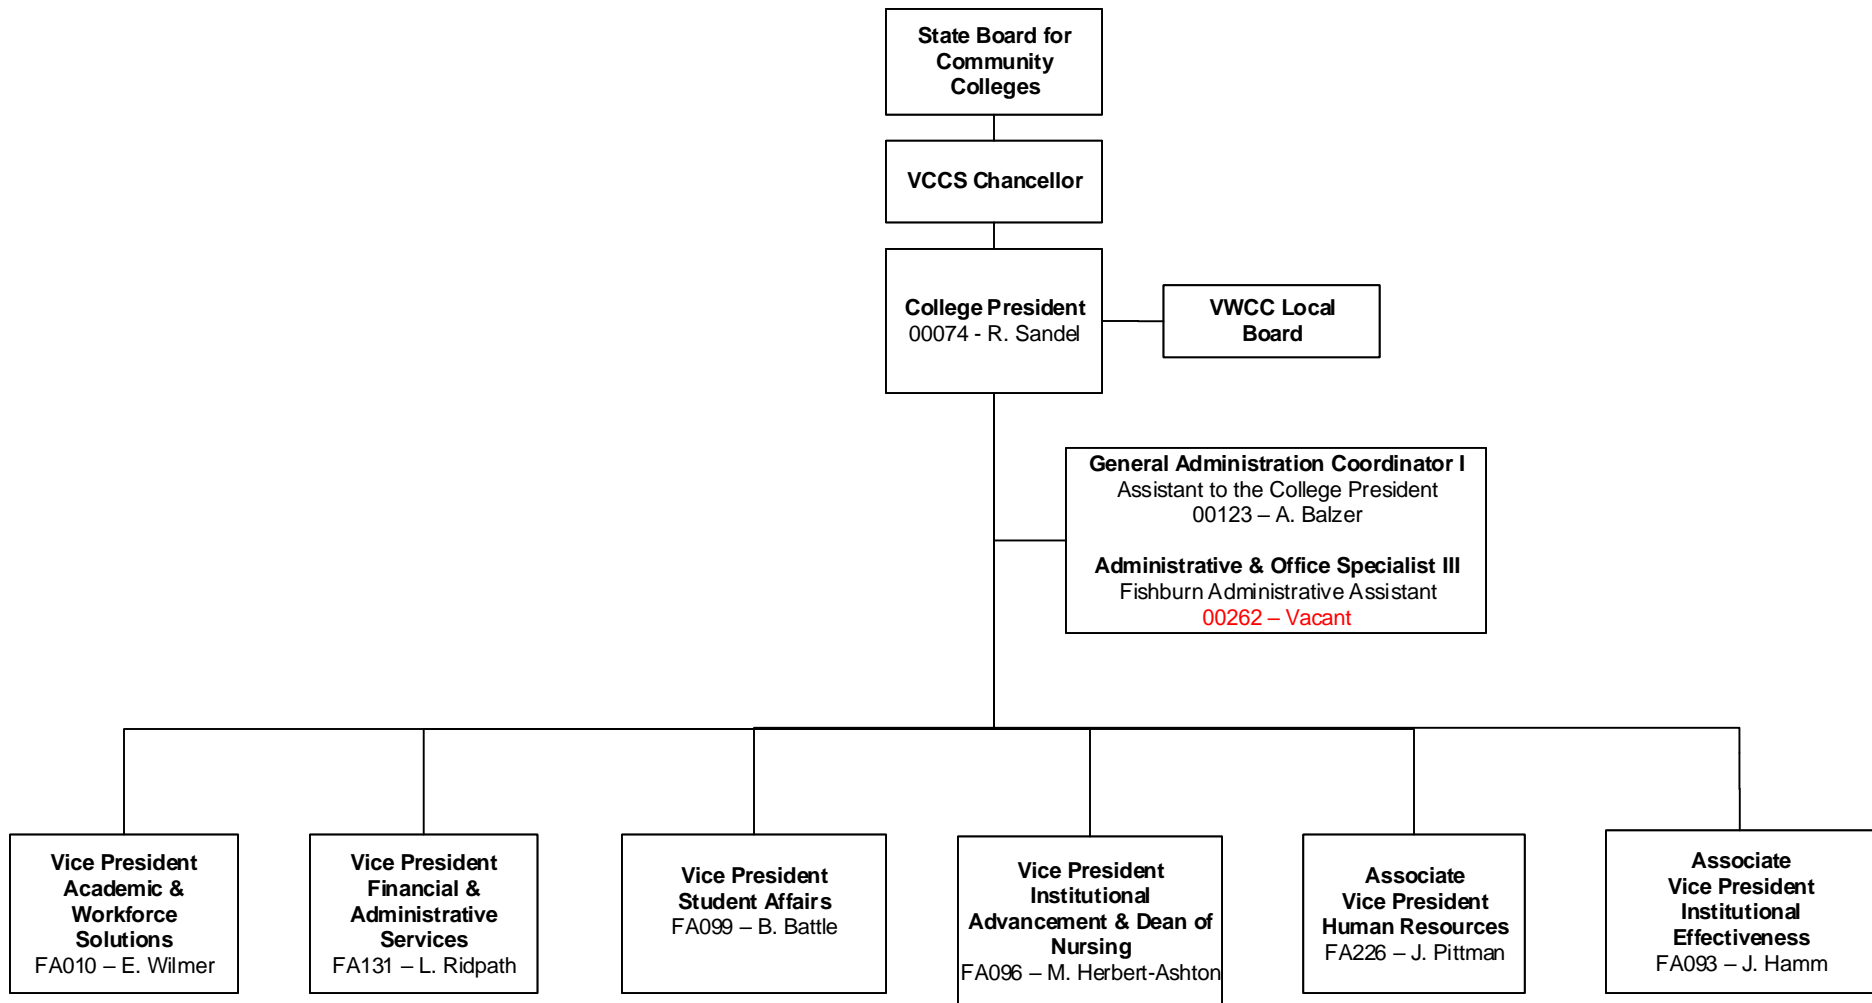 State Board for
Community
Colleges
VCCS Chancellor
College President
00074 - R. Sandel
VWCC Local
Board
General Administration Coordinator I
Assistant to the College President
00123 – A. Balzer
Administrative & Office Specialist III
Fishburn Administrative Assistant
00262 – Vacant
Vice President
Academic &
Workforce
Solutions
FA010 – E. Wilmer
Vice President
Financial &
Administrative
Services
FA131 – L. Ridpath
Vice President
Student Affairs
FA099 – B. Battle
Vice President
Institutional
Advancement & Dean of
Nursing
FA096 – M. Herbert-Ashton
Associate
Vice President
Human Resources
FA226 – J. Pittman
Associate
Vice President
Institutional
Effectiveness
FA093 – J. Hamm